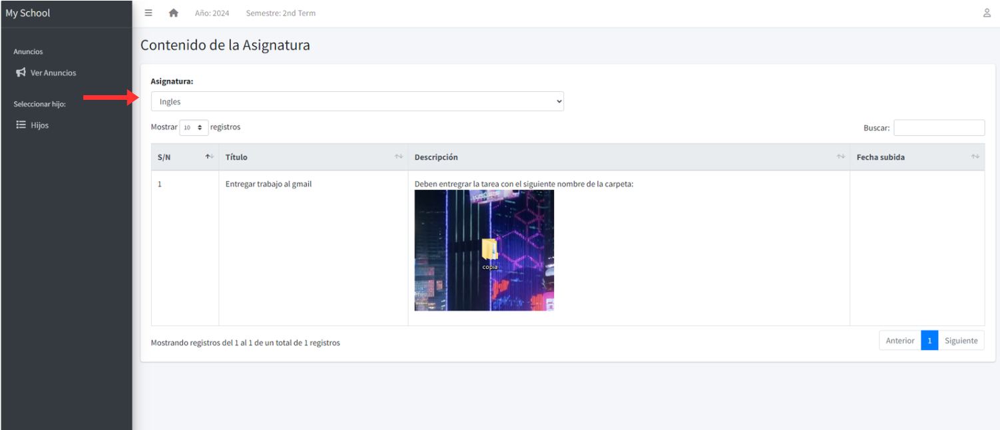 My School
Año: 2024
Semestre: 2nd Term
Anuncios
Ver Anuncios
Seleccionar hijo:
Hijos
Contenido de la Asignatura
Asignatura:
Ingles
Mostrar 10 registros
Buscar:
S/N Título Descripción Fecha subida
1 Entregar trabajo al gmail Deben entregrar la tarea con el siguiente nombre de la carpeta:
copia
Mostrando registros del 1 al 1 de un total de 1 registros
Anterior 1 Siguiente